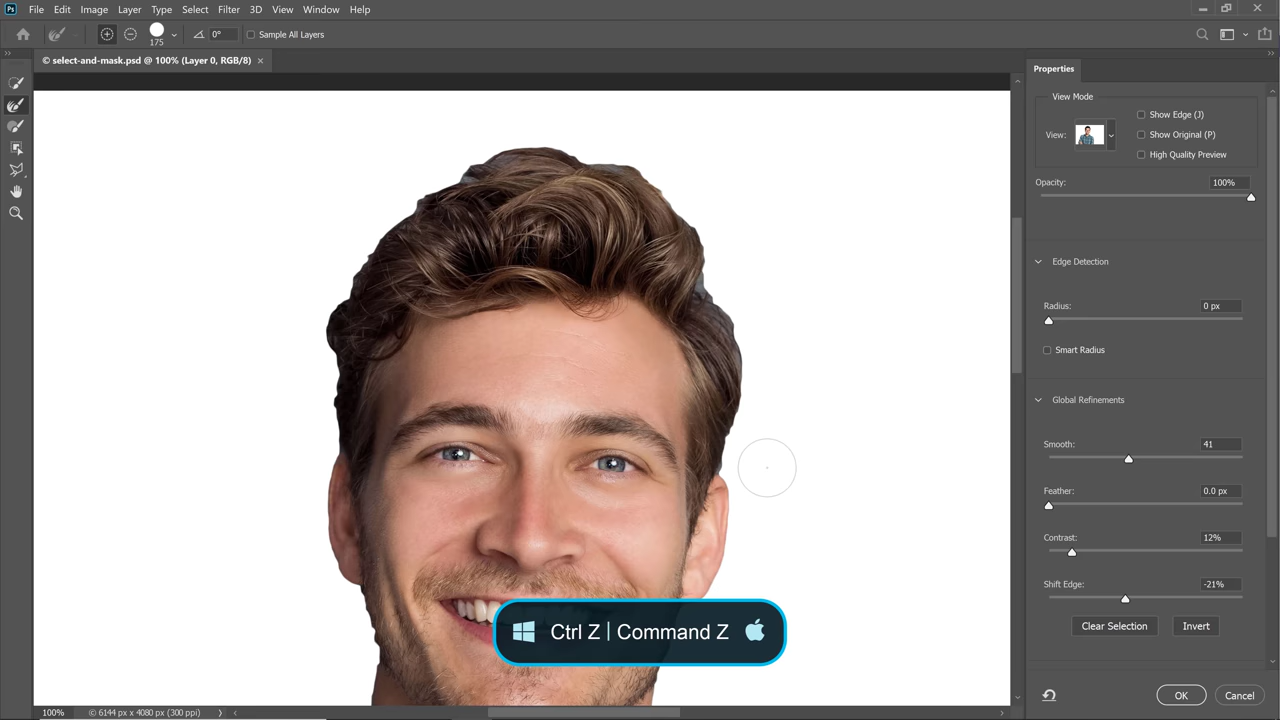 Ps File Edit Image Layer Type Select Filter 3D View Window Help
175 0° Sample All Layers
© select-and-mask.psd @ 100% (Layer 0, RGB/8) ×
Properties
View Mode
Show Edge (J)
View:
Show Original (P)
High Quality Preview
Opacity: 100%
Edge Detection
Radius: 0 px
Smart Radius
Global Refinements
Smooth: 41
Feather: 0.0 px
Contrast: 12%
Shift Edge: -21%
Clear Selection Invert
Ctrl Z | Command Z
OK Cancel
100% © 6144 px x 4080 px (300 ppi)